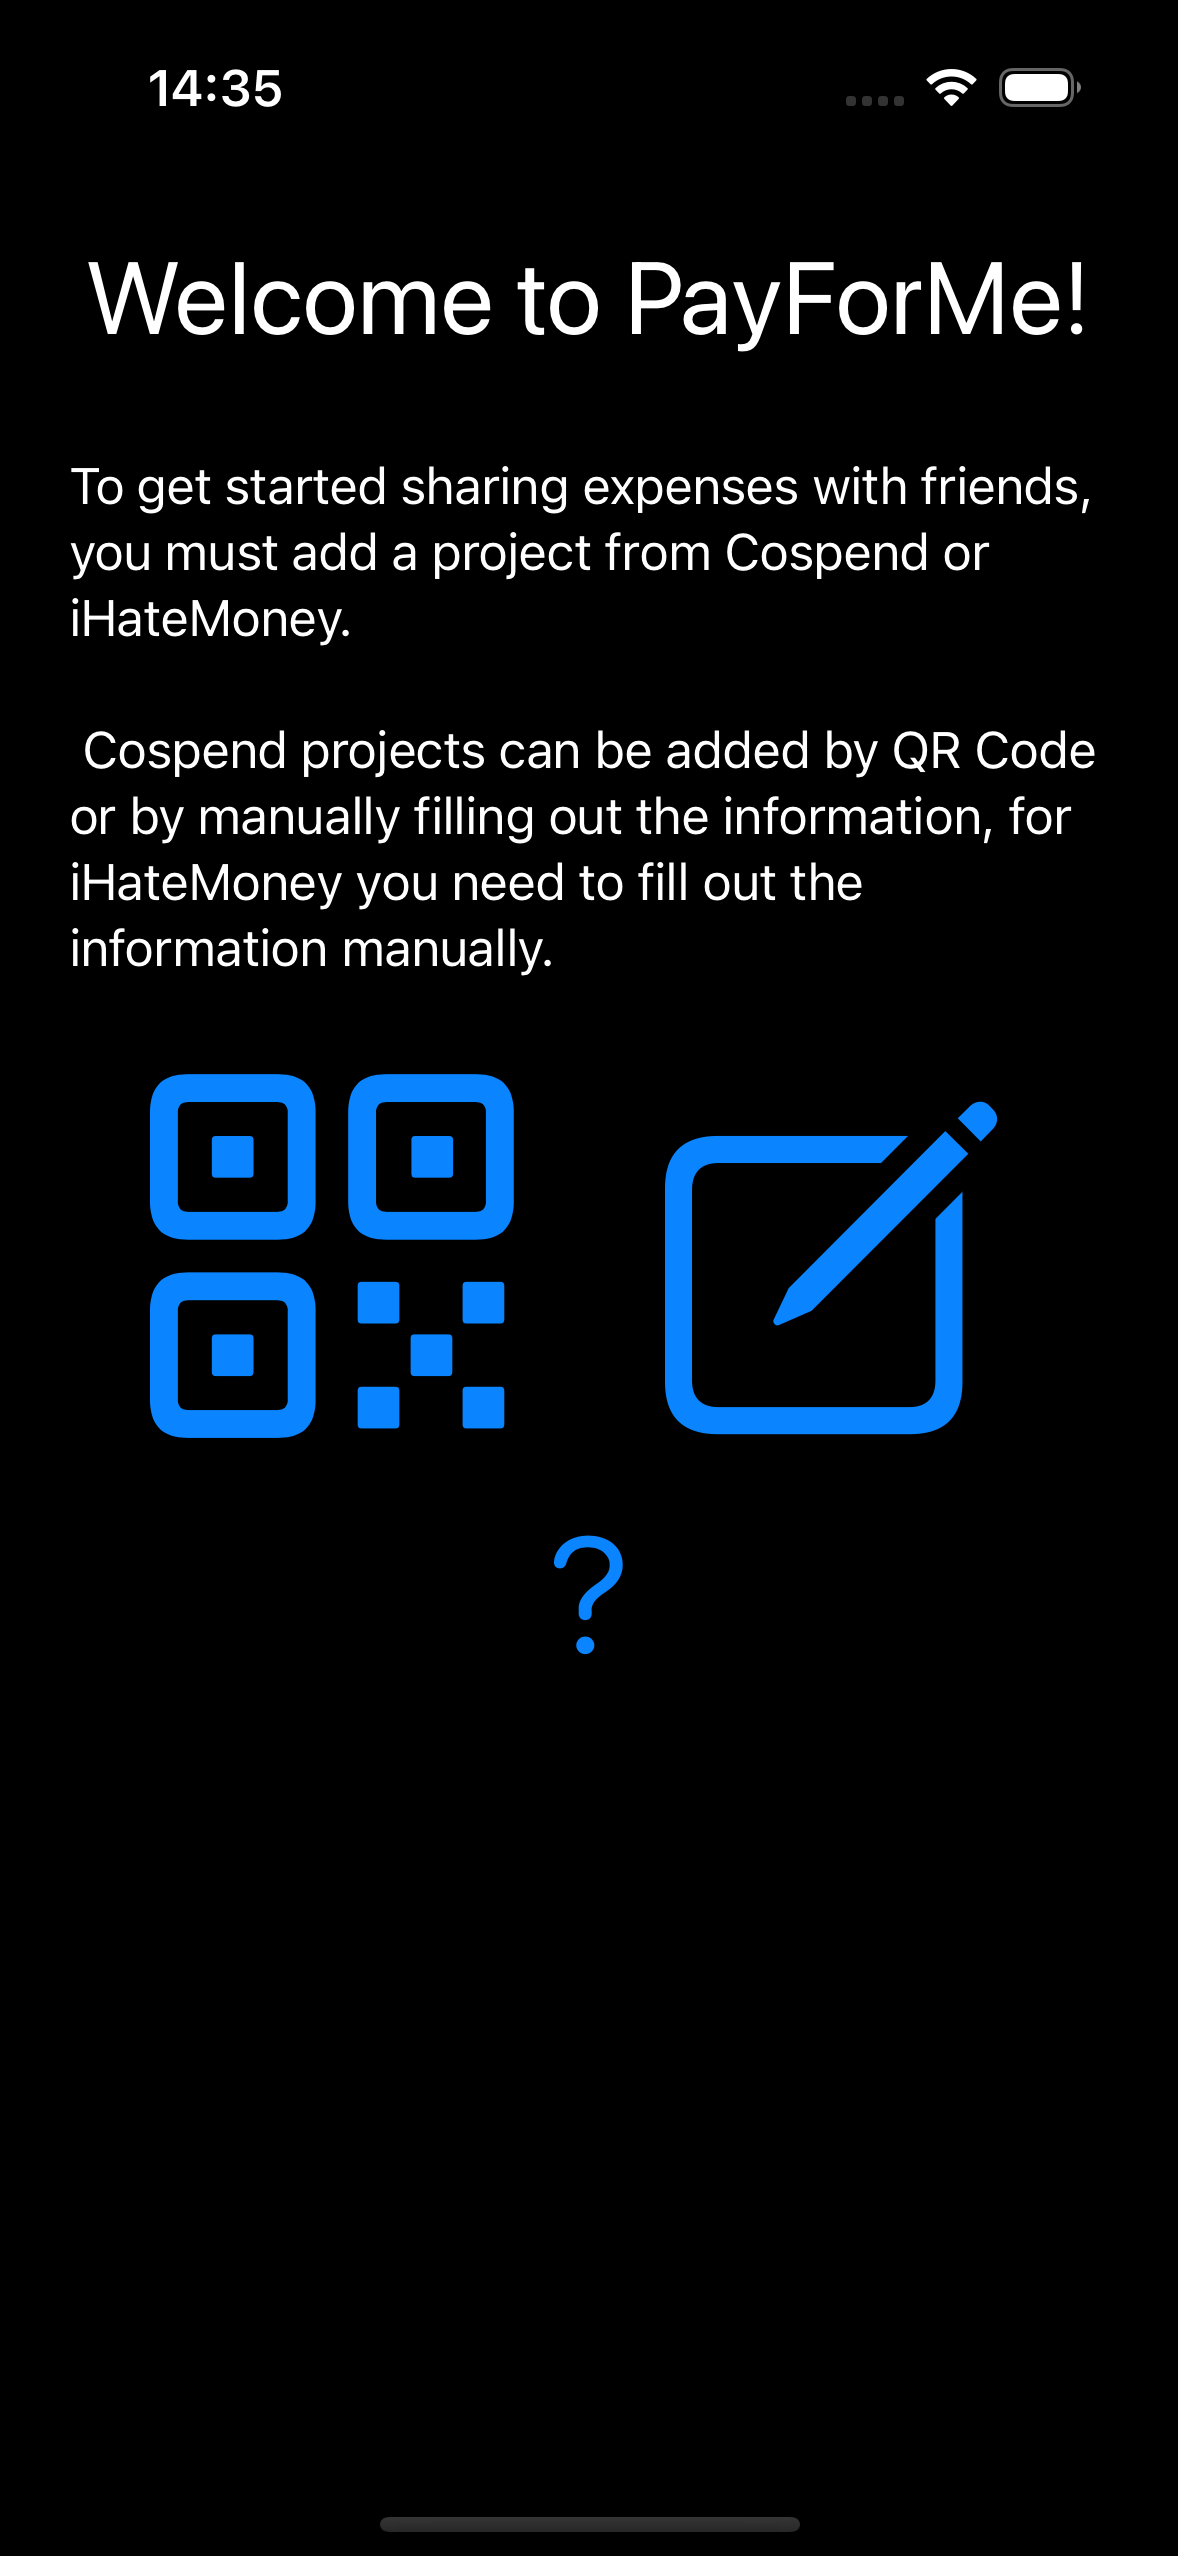 14:35
Welcome to PayForMe!
To get started sharing expenses with friends,
you must add a project from Cospend or
iHateMoney.
Cospend projects can be added by QR Code
or by manually filling out the information, for
iHateMoney you need to fill out the
information manually.
?